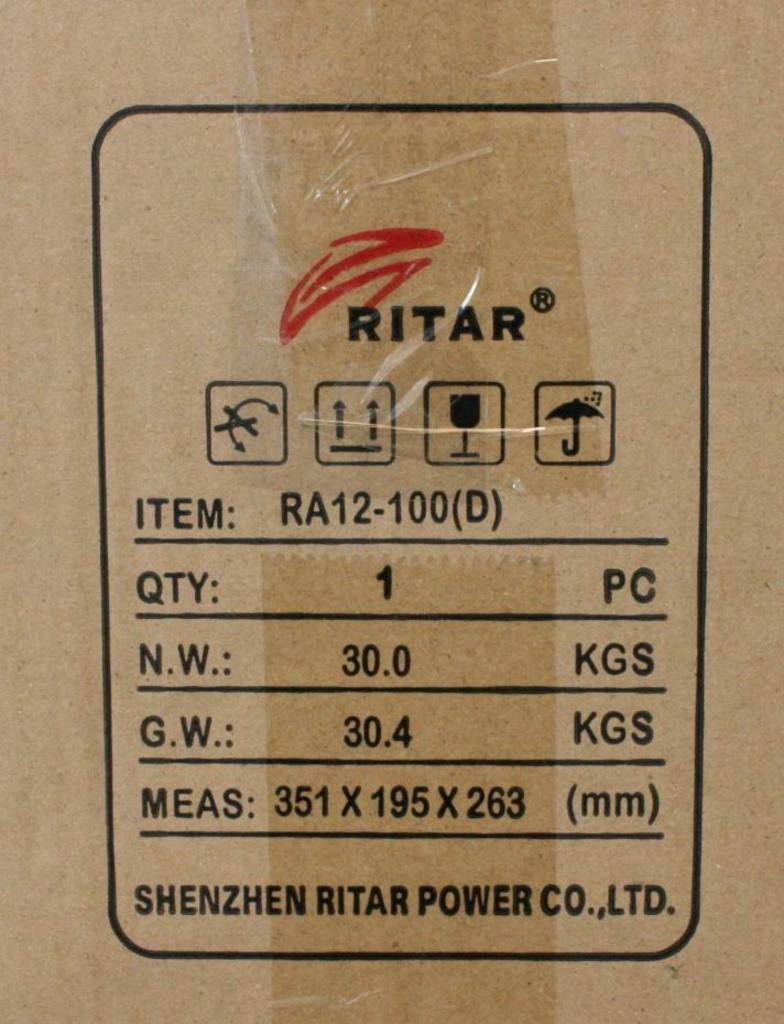 RITAR®
ITEM: RA12-100(D)
QTY: 1 PC
N.W.: 30.0 KGS
G.W.: 30.4 KGS
MEAS: 351 X 195 X 263 (mm)
SHENZHEN RITAR POWER CO.,LTD.